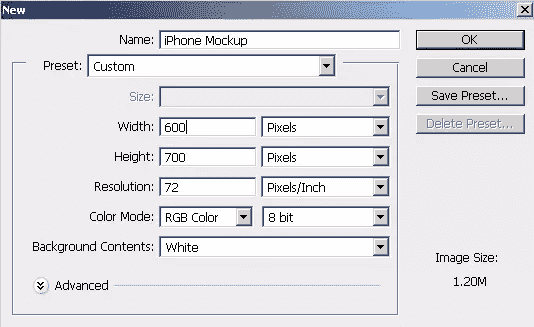 New
Name: iPhone Mockup
OK
Preset: Custom
Cancel
Size:
Save Preset...
Width: 600 Pixels
Delete Preset...
Height: 700 Pixels
Resolution: 72 Pixels/Inch
Color Mode: RGB Color 8 bit
Background Contents: White
Image Size:
1.20M
Advanced